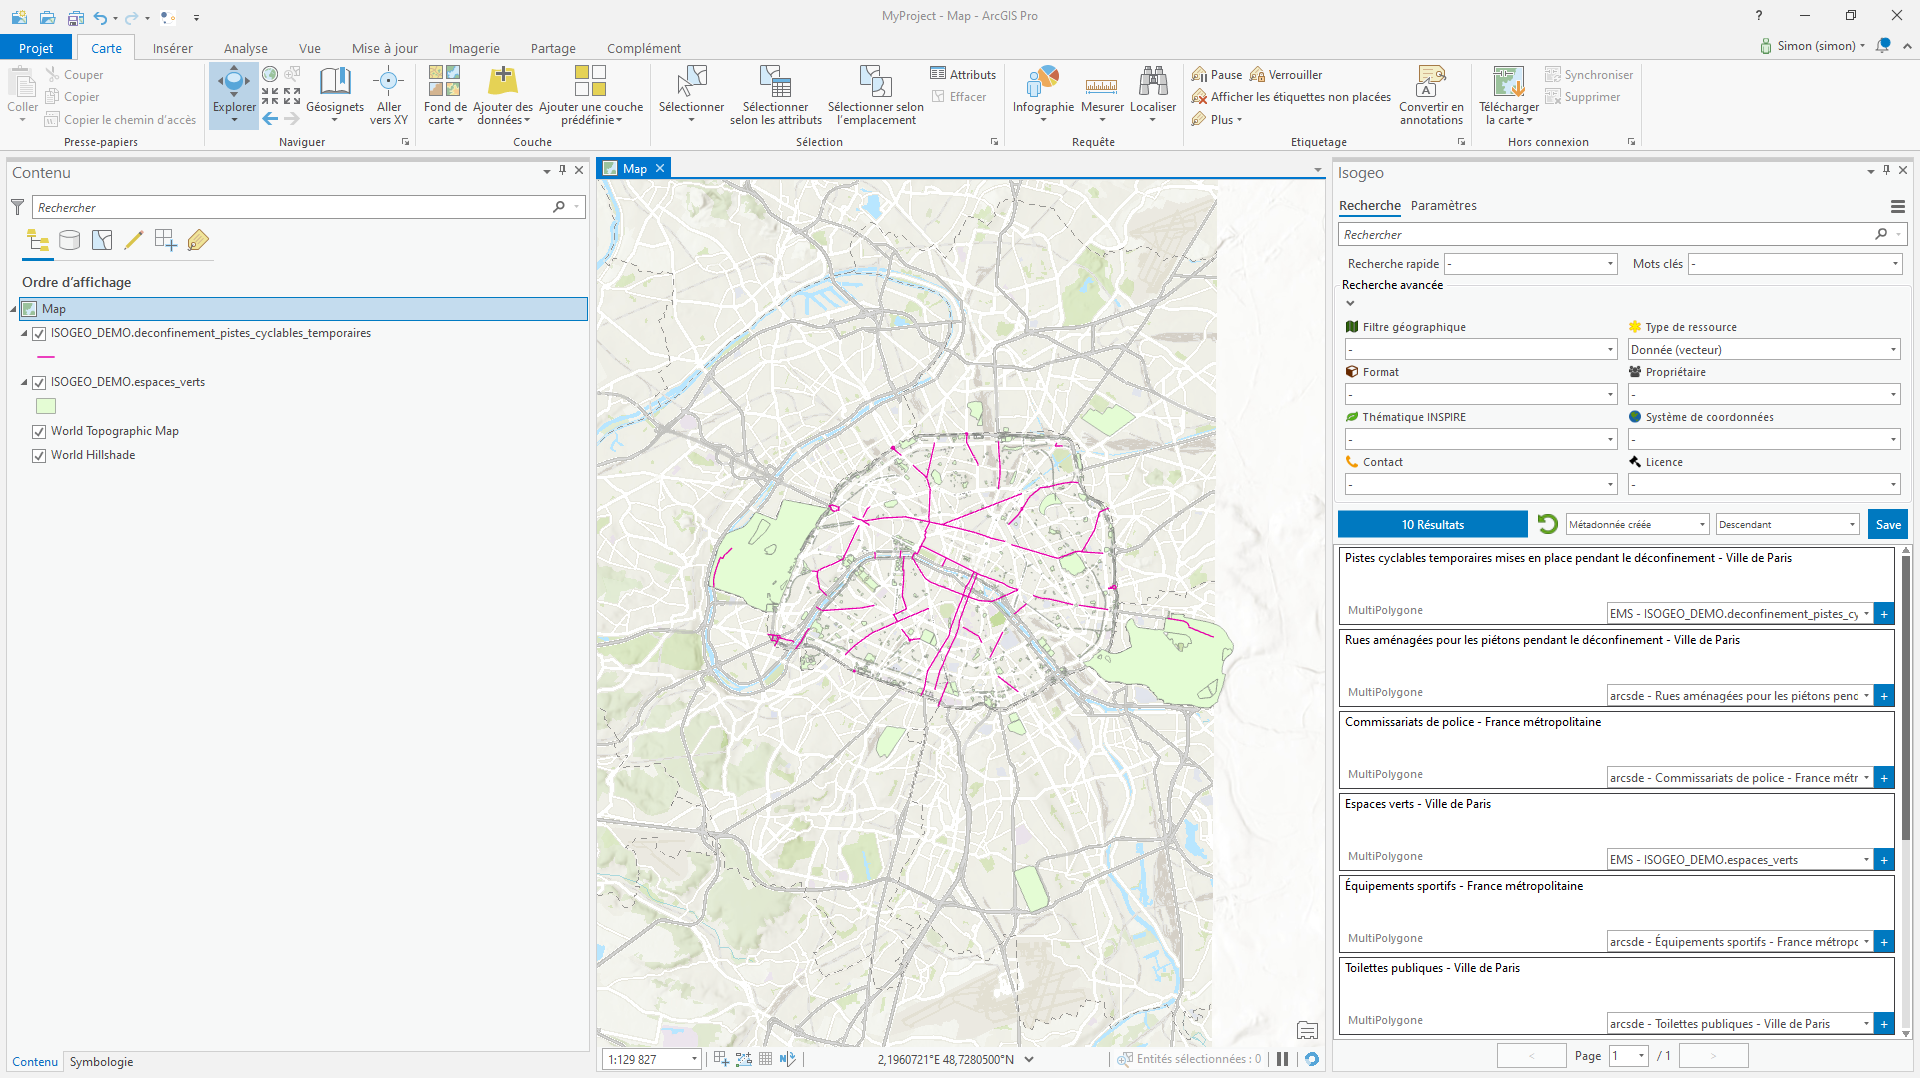 MyProject - Map - ArcGIS Pro
?
Projet
Carte
Insérer
Analyse
Vue
Mise à jour
Imagerie
Partage
Complément
Simon (simon)
Coller
Couper
Copier
Copier le chemin d'accès
Presse-papiers
Explorer
Géosignets
Aller
vers XY
Naviguer
Fond de
carte
Ajouter des
données
Ajouter une couche
prédéfinie
Couche
Sélectionner
Sélectionner
selon les attributs
Sélectionner selon
l'emplacement
Attributs
Effacer
Sélection
Infographie
Mesurer
Localiser
Requête
Pause
Verrouiller
Afficher les étiquettes non placées
Plus
Convertir en
annotations
Etiquetage
Télécharger
la carte
Synchroniser
Supprimer
Hors connexion
Contenu
Rechercher
Ordre d'affichage
Map
ISOGEO_DEMO.deconfinement_pistes_cyclables_temporaires
ISOGEO_DEMO.espaces_verts
World Topographic Map
World Hillshade
Contenu
Symbologie
Map
1:129 827
2,1960721°E 48,7280500°N
Entités sélectionnées : 0
Isogeo
Recherche
Paramètres
Rechercher
Recherche rapide
-
Mots clés
-
Recherche avancée
Filtre géographique
-
Type de ressource
Donnée (vecteur)
Format
-
Propriétaire
-
Thématique INSPIRE
-
Système de coordonnées
-
Contact
-
Licence
-
10 Résultats
Métadonnée créée
Descendant
Save
Pistes cyclables temporaires mises en place pendant le déconfinement - Ville de Paris
MultiPolygone
EMS - ISOGEO_DEMO.deconfinement_pistes_cy
+
Rues aménagées pour les piétons pendant le déconfinement - Ville de Paris
MultiPolygone
arcsde - Rues aménagées pour les piétons penc
+
Commissariats de police - France métropolitaine
MultiPolygone
arcsde - Commissariats de police - France métr
+
Espaces verts - Ville de Paris
MultiPolygone
EMS - ISOGEO_DEMO.espaces_verts
+
Équipements sportifs - France métropolitaine
MultiPolygone
arcsde - Équipements sportifs - France métropc
+
Toilettes publiques - Ville de Paris
MultiPolygone
arcsde - Toilettes publiques - Ville de Paris
+
<
Page
1
/ 1
>